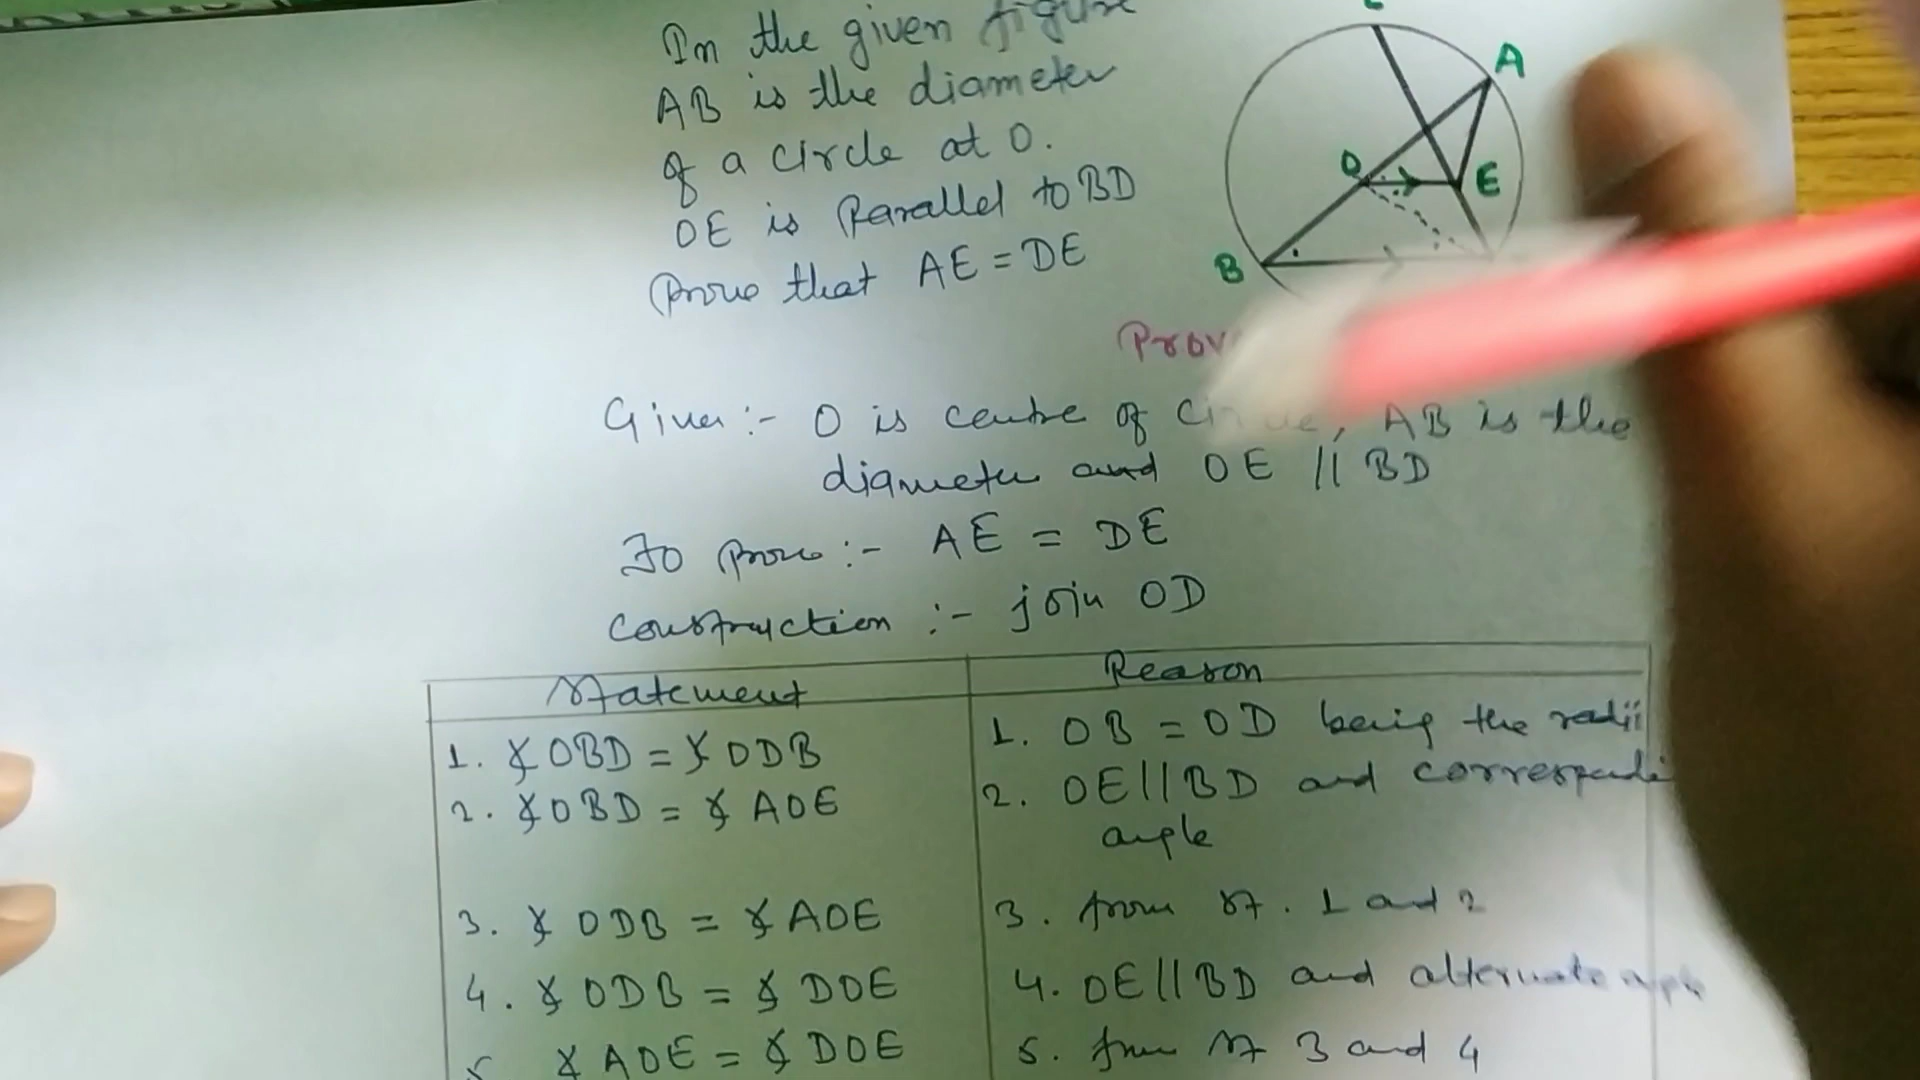 In the given figure
AB is the diameter
of a circle at O.
OE is Parallel to BD
Prove that AE = DE
A
O
E
B
Given :- O is centre of Circle, AB is the
diameter and OE // BD
To Prove :- AE = DE
Construction :- join OD
Statement
Reason
1. ∠OBD = ∠ODB
1. OB = OD being the radii
2. ∠OBD = ∠AOE
2. OE//BD and
angle
3. ∠ODB = ∠AOE
3. from st. 1 and 2
4. ∠ODB = ∠DOE
4. OE//BD and alternate
∠AOE = ∠DOE
5. from st 3 and 4